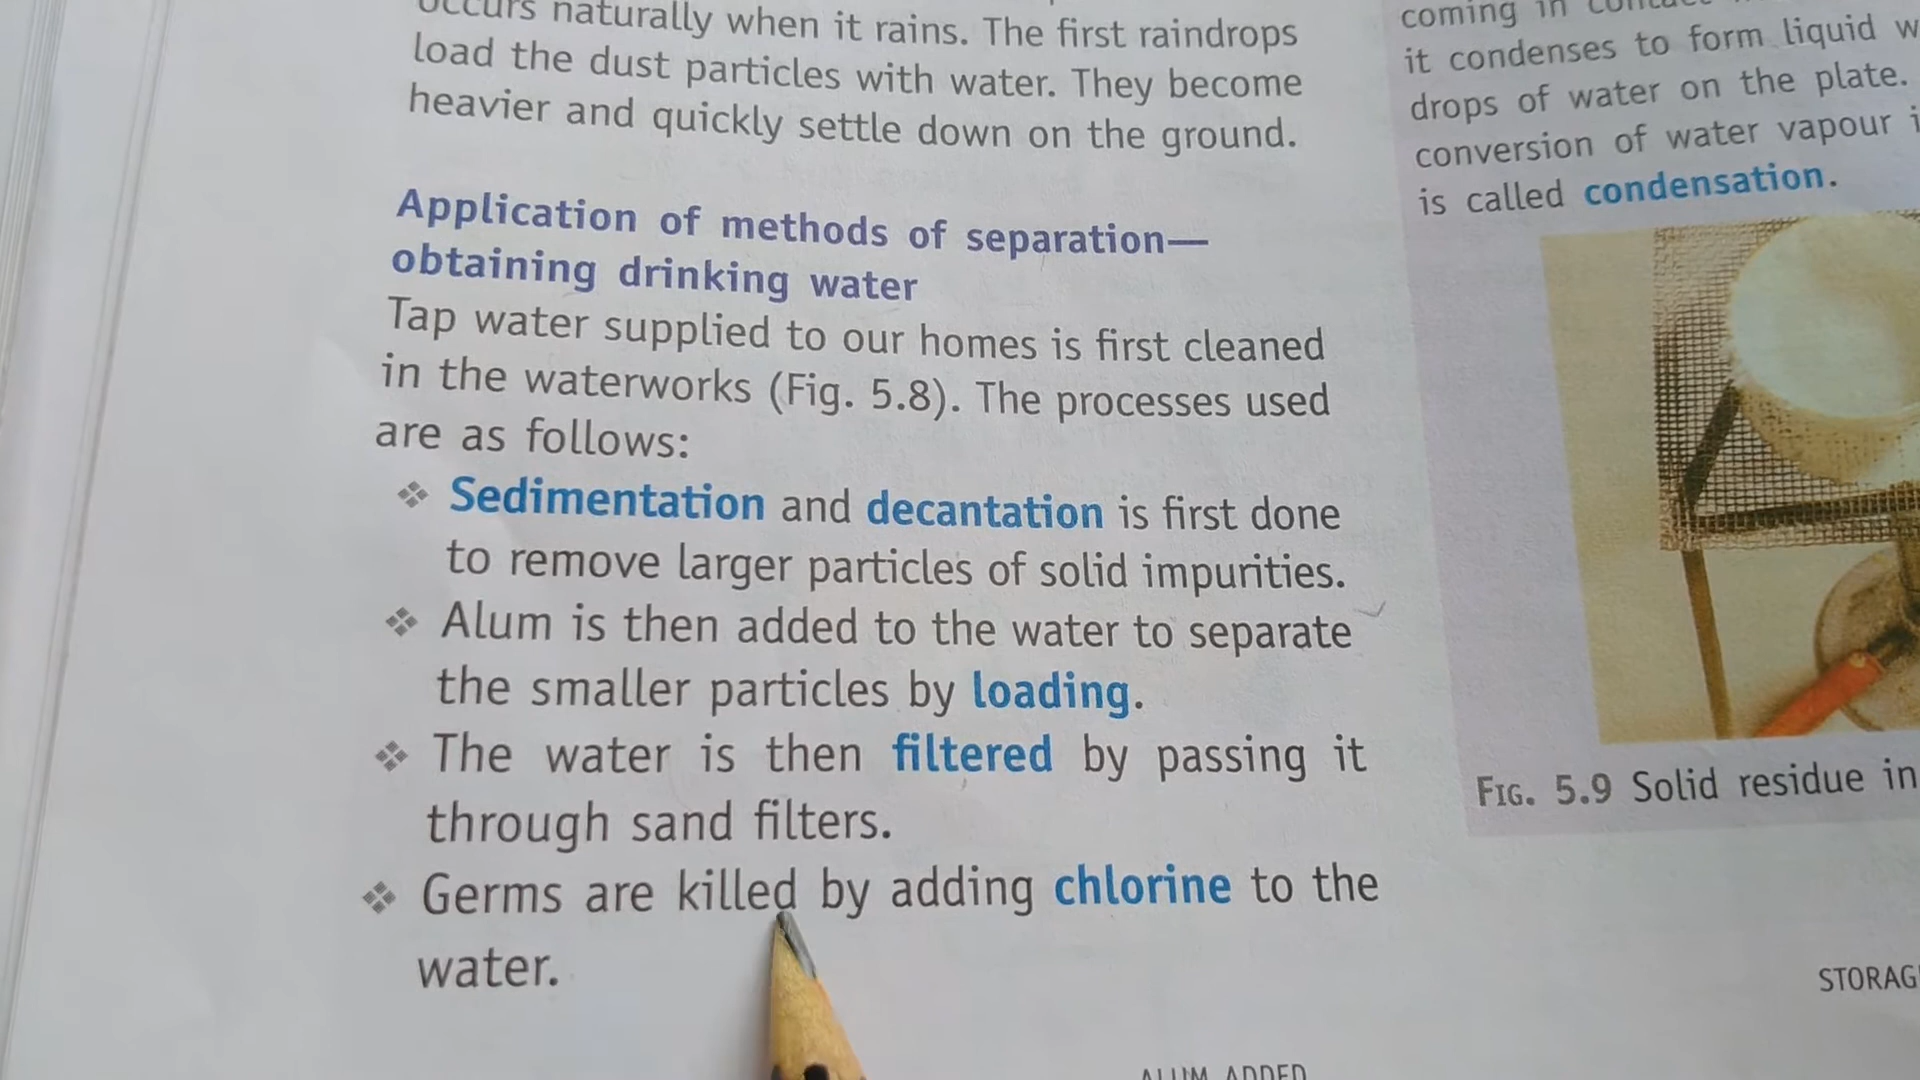 occurs naturally when it rains. The first raindrops
load the dust particles with water. They become
heavier and quickly settle down on the ground.
Application of methods of separation—
obtaining drinking water
Tap water supplied to our homes is first cleaned
in the waterworks (Fig. 5.8). The processes used
are as follows:
❖ Sedimentation and decantation is first done
to remove larger particles of solid impurities.
❖ Alum is then added to the water to separate
the smaller particles by loading.
❖ The water is then filtered by passing it
through sand filters.
❖ Germs are killed by adding chlorine to the
water.
ALUM ADDED
coming in contact
it condenses to form liquid
drops of water on the plate.
conversion of water vapour
is called condensation.
FIG. 5.9 Solid residue in